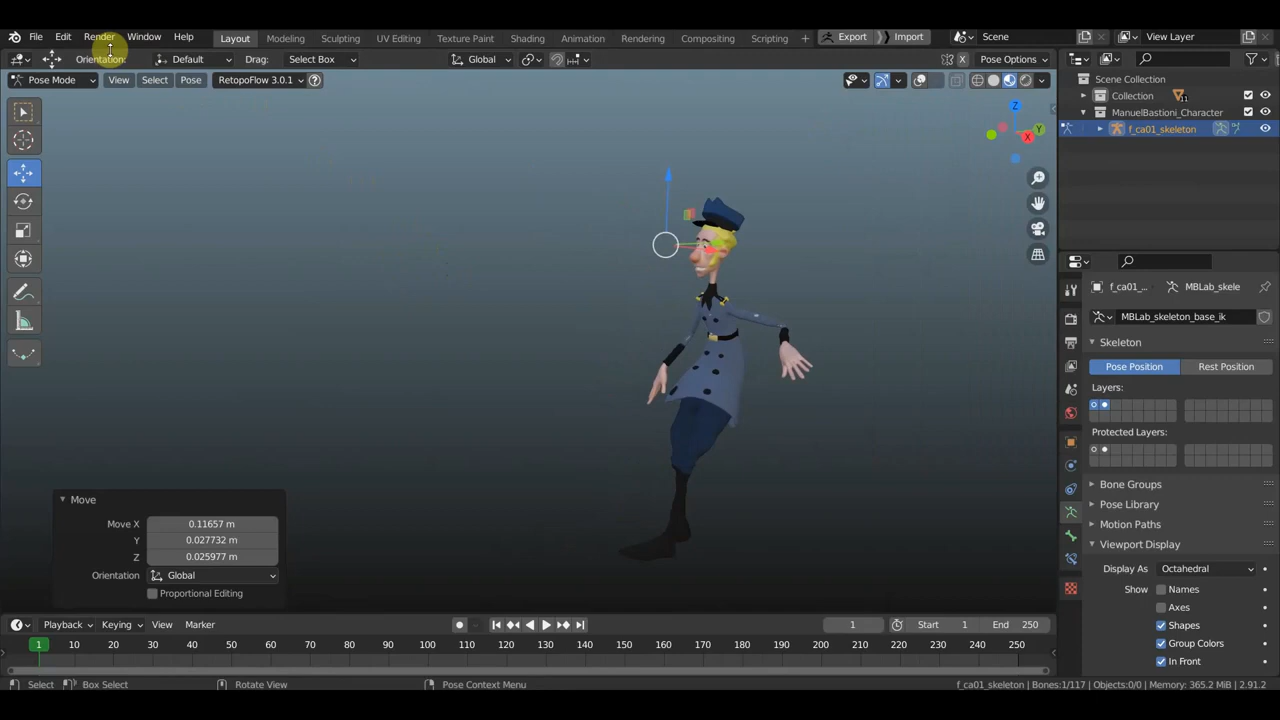 File Edit Render Window Help Layout Modeling Sculpting UV Editing Texture Paint Shading Animation Rendering Compositing Scripting + Export Import Scene View Layer
Orientation: Default Drag: Select Box Global X Pose Options
Pose Mode View Select Pose RetopoFlow 3.0.1 ?
Scene Collection
Collection 11
ManuelBastioni_Character
f_ca01_skeleton
Z
Y
X
f_ca01_... MBLab_skele
MBLab_skeleton_base_ik
Skeleton
Pose Position Rest Position
Layers:
Protected Layers:
Bone Groups
Pose Library
Motion Paths
Viewport Display
Display As Octahedral
Show Names
Axes
Shapes
Group Colors
In Front
Move
Move X 0.11657 m
Y 0.027732 m
Z 0.025977 m
Orientation Global
Proportional Editing
Playback Keying View Marker 1 Start 1 End 250
1 10 20 30 40 50 60 70 80 90 100 110 120 130 140 150 160 170 180 190 200 210 220 230 240 250
Select Box Select Rotate View Pose Context Menu f_ca01_skeleton | Bones:1/117 | Objects:0/0 | Memory: 365.2 MiB | 2.91.2